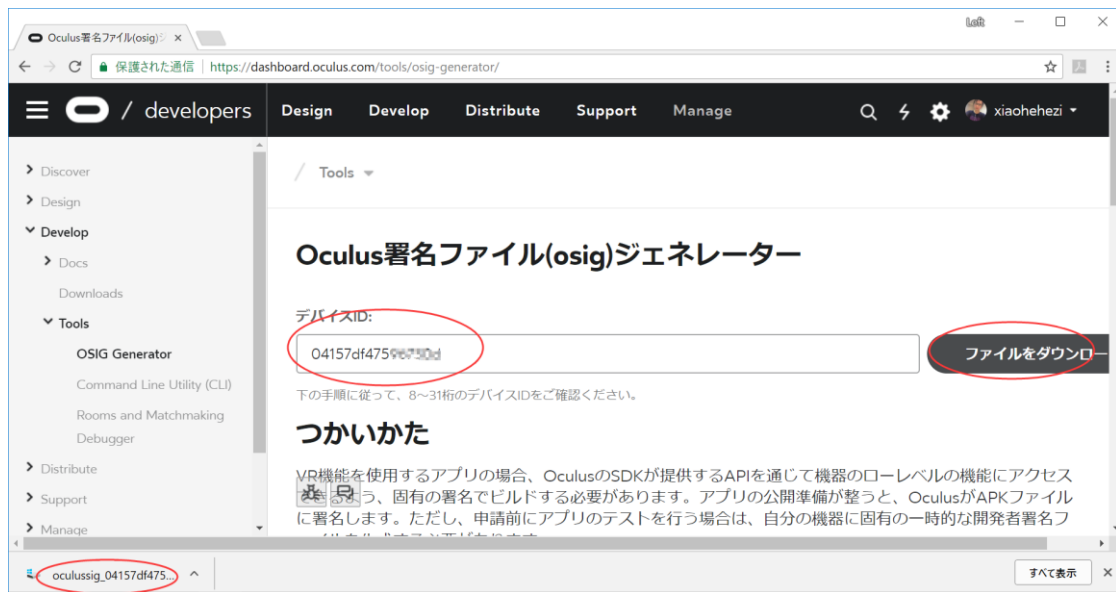 Oculus署名ファイル(osig)ジ
保護された通信 | https://dashboard.oculus.com/tools/osig-generator/
/ developers
Design Develop Distribute Support Manage
xiaohehezi
Discover
Design
Develop
Docs
Downloads
Tools
OSIG Generator
Command Line Utility (CLI)
Rooms and Matchmaking
Debugger
Distribute
Support
Manage
/ Tools
Oculus署名ファイル(osig)ジェネレーター
デバイスID:
04157df475
ファイルをダウンロー
下の手順に従って、8〜31桁のデバイスIDをご確認ください。
つかいかた
VR機能を使用するアプリの場合、OculusのSDKが提供するAPIを通じて機器のローレベルの機能にアクセス
できるよう、固有の署名でビルドする必要があります。アプリの公開準備が整うと、OculusがAPKファイル
に署名します。ただし、申請前にアプリのテストを行う場合は、自分の機器に固有の一時的な開発者署名フ
oculussig_04157df475...
すべて表示